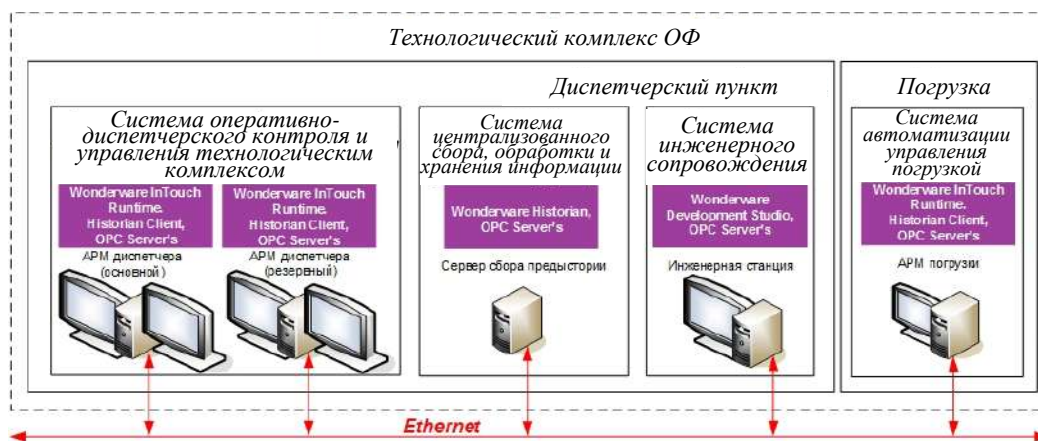 Технологический комплекс ОФ
Диспетчерский пункт
Погрузка
Система оперативно-
диспетчерского контроля и
управления технологическим
комплексом
Wonderware InTouch
Runtime.
Historian Client,
OPC Server's
АРМ диспетчера
(основной)
Wonderware InTouch
Runtime.
Historian Client,
OPC Server's
АРМ диспетчера
(резервный)
Система
централизованного
сбора, обработки и
хранения информации
Wonderware Historian,
OPC Server's
Сервер сбора предыстории
Система
инженерного
сопровождения
Wonderware
Development Studio,
OPC Server's
Инженерная станция
Система
автоматизации
управления
погрузкой
Wonderware InTouch
Runtime.
Historian Client,
OPC Server's
АРМ погрузки
Ethernet